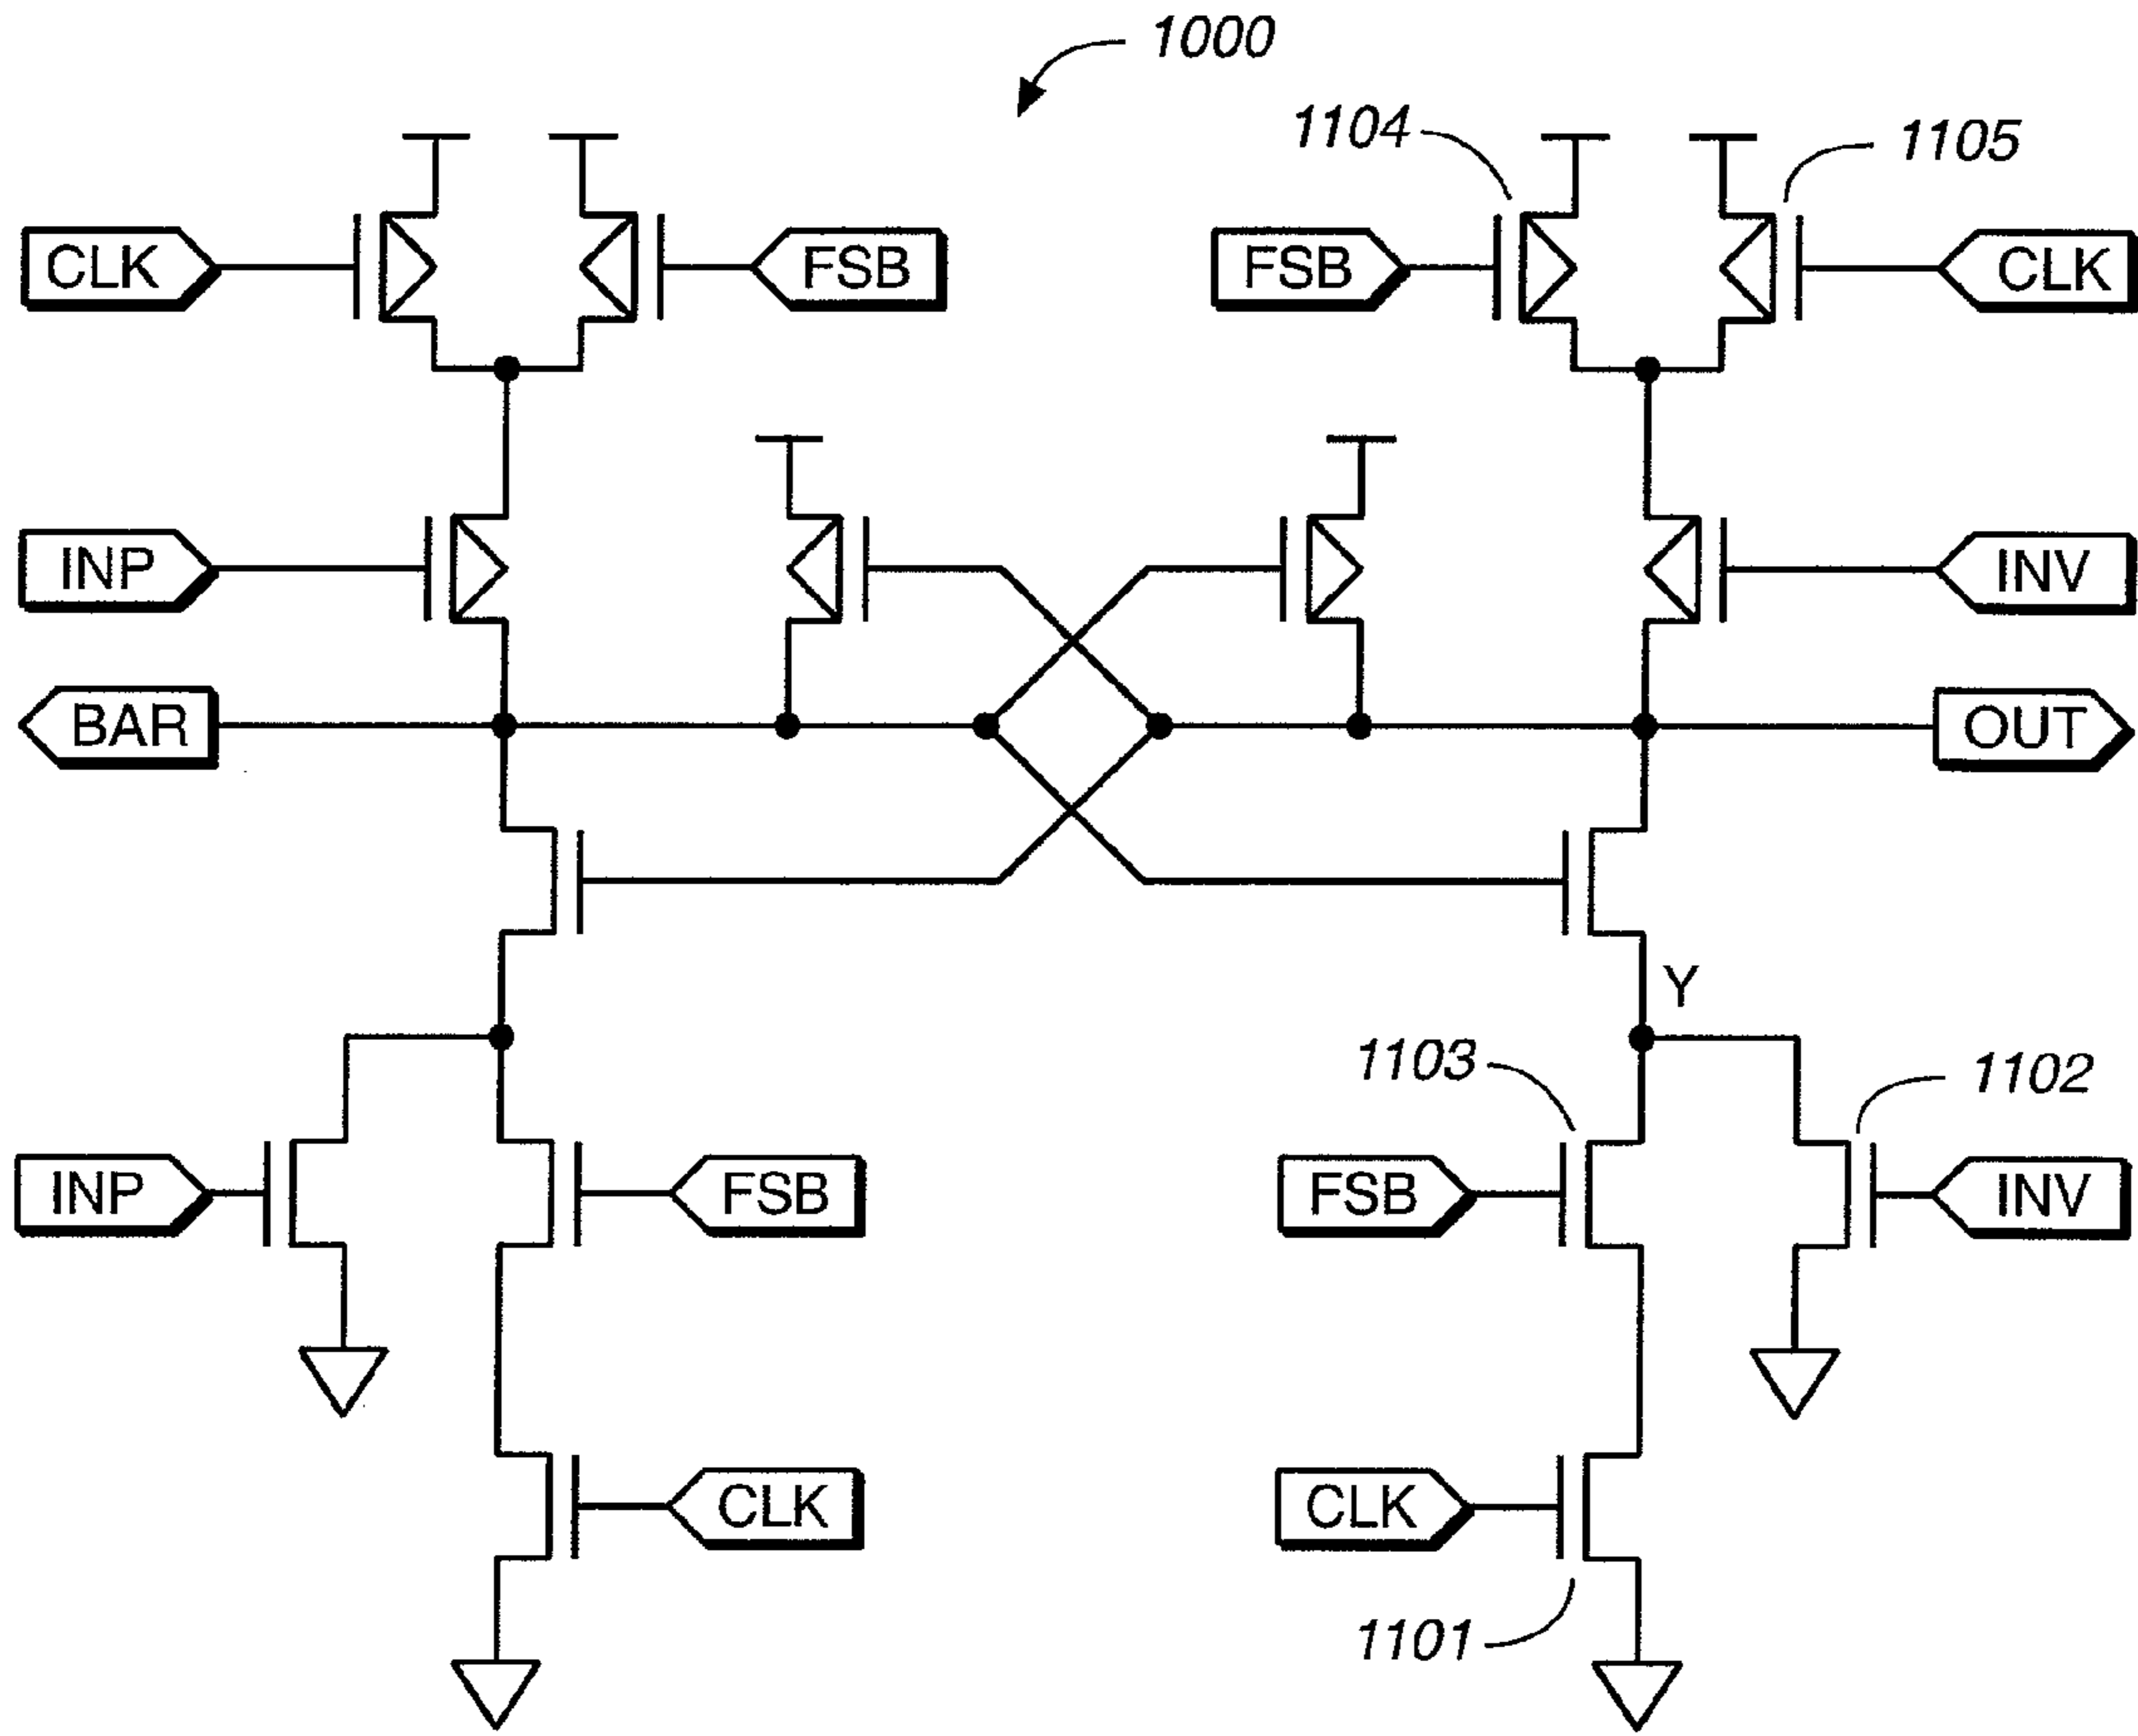 1000
1104
1105
CLK
FSB
FSB
CLK
INP
INV
BAR
OUT
Y
1103
1102
INP
FSB
FSB
INV
CLK
CLK
1101